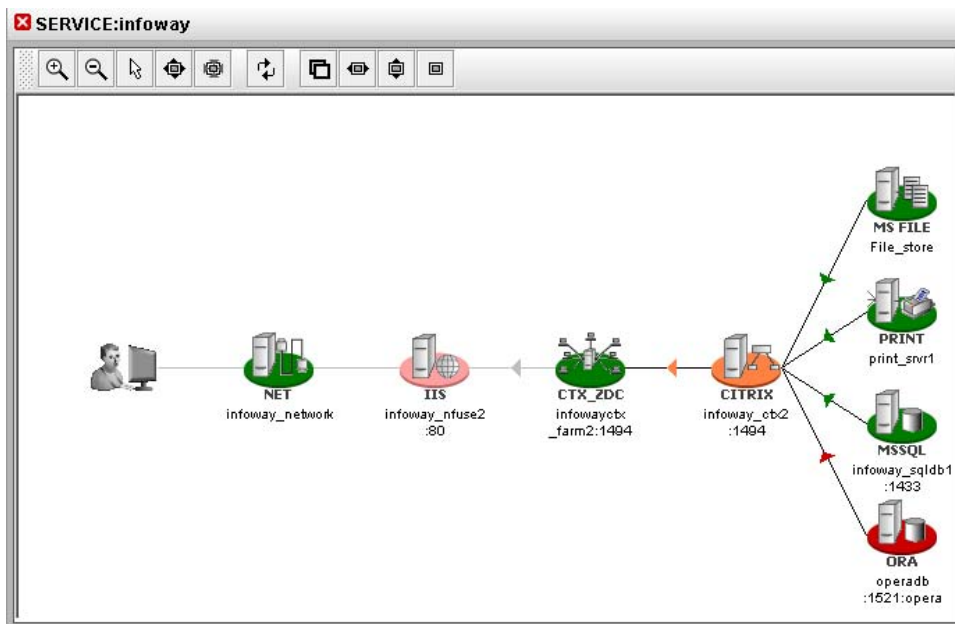 SERVICE:infoway
MS FILE
File_store
PRINT
print_srvr1
NET
infoway_network
IIS
infoway_nfuse2
:80
CTX_ZDC
infowayctx
_farm2:1494
CITRIX
infoway_ctx2
:1494
MSSQL
infoway_sqldb1
:1433
ORA
operadb
:1521:opera